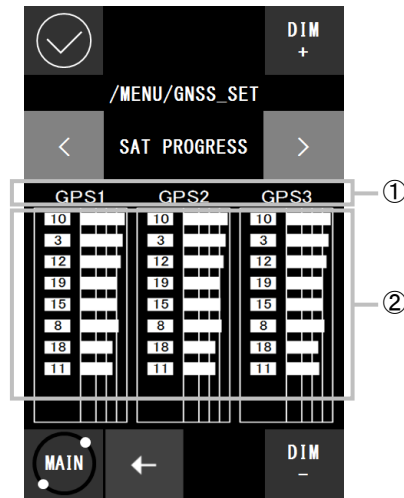 DIM
+
/MENU/GNSS_SET
< SAT PROGRESS >
GPS1 GPS2 GPS3 ①
10 10 10
3 3 3
12 12 12
19 19 19
15 15 15 ②
8 8 8
18 18 18
11 11 11
MAIN ← DIM
−